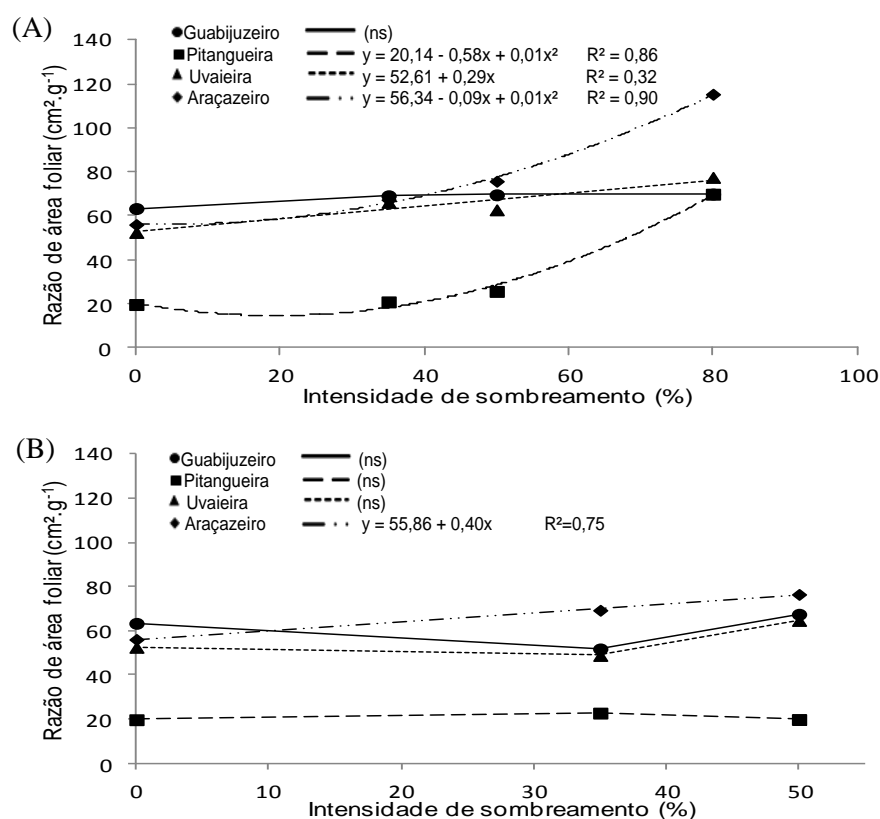 (A)
Guabijuzeiro (ns)
Pitangueira y = 20,14 - 0,58x + 0,01x² R² = 0,86
Uvaieira y = 52,61 + 0,29x R² = 0,32
Araçazeiro y = 56,34 - 0,09x + 0,01x² R² = 0,90
Razão de área foliar (cm².g⁻¹)
140
120
100
80
60
40
20
0
0 20 40 60 80 100
Intensidade de sombreamento (%)
(B)
Guabijuzeiro (ns)
Pitangueira (ns)
Uvaieira (ns)
Araçazeiro y = 55,86 + 0,40x R²=0,75
Razão de área foliar (cm².g⁻¹)
140
120
100
80
60
40
20
0
0 10 20 30 40 50
Intensidade de sombreamento (%)